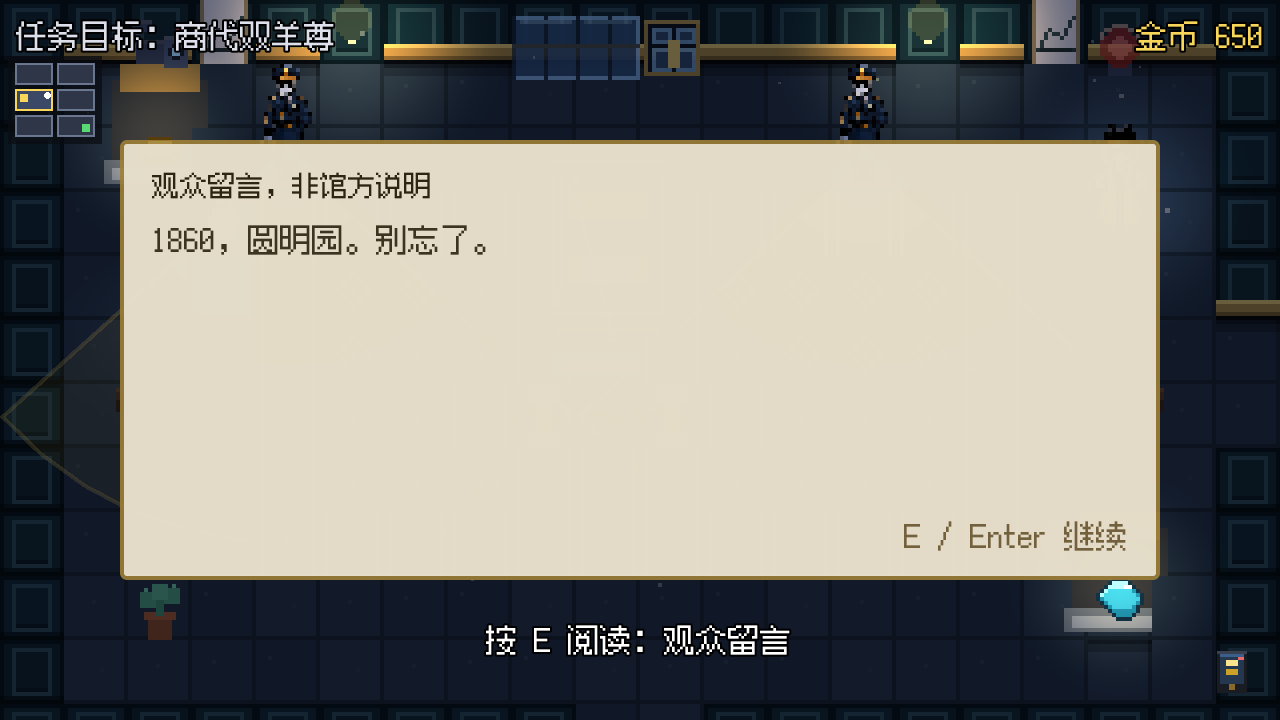 任务目标：商代双羊尊
金币 650
观众留言，非馆方说明
1860，圆明园。别忘了。
E / Enter 继续
按 E 阅读：观众留言